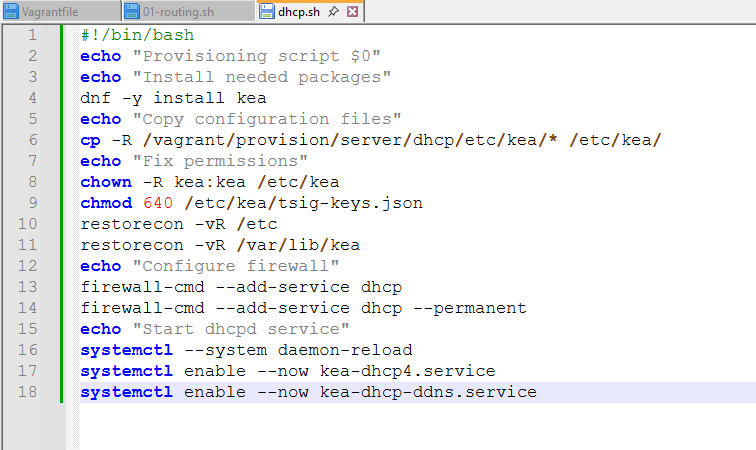 Vagrantfile 01-routing.sh dhcp.sh
1 #!/bin/bash
2 echo "Provisioning script $0"
3 echo "Install needed packages"
4 dnf -y install kea
5 echo "Copy configuration files"
6 cp -R /vagrant/provision/server/dhcp/etc/kea/* /etc/kea/
7 echo "Fix permissions"
8 chown -R kea:kea /etc/kea
9 chmod 640 /etc/kea/tsig-keys.json
10 restorecon -vR /etc
11 restorecon -vR /var/lib/kea
12 echo "Configure firewall"
13 firewall-cmd --add-service dhcp
14 firewall-cmd --add-service dhcp --permanent
15 echo "Start dhcpd service"
16 systemctl --system daemon-reload
17 systemctl enable --now kea-dhcp4.service
18 systemctl enable --now kea-dhcp-ddns.service